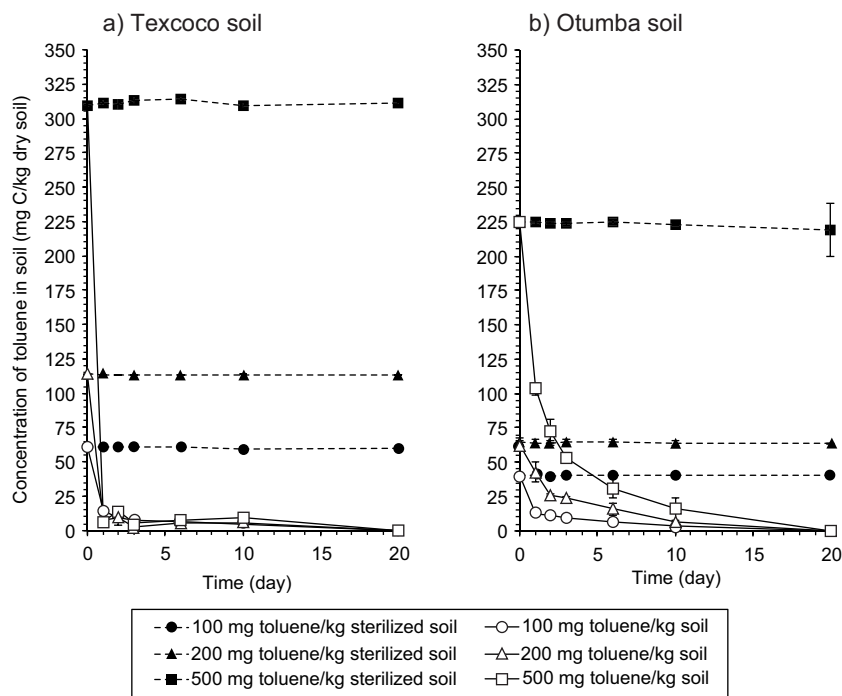 a) Texcoco soil
b) Otumba soil
Concentration of toluene in soil (mg C/kg dry soil)
350
325
300
275
250
225
200
175
150
125
100
75
50
25
0
0 5 10 15 20
Time (day)
350
325
300
275
250
225
200
175
150
125
100
75
50
25
0
0 5 10 15 20
Time (day)
100 mg toluene/kg sterilized soil
200 mg toluene/kg sterilized soil
500 mg toluene/kg sterilized soil
100 mg toluene/kg soil
200 mg toluene/kg soil
500 mg toluene/kg soil